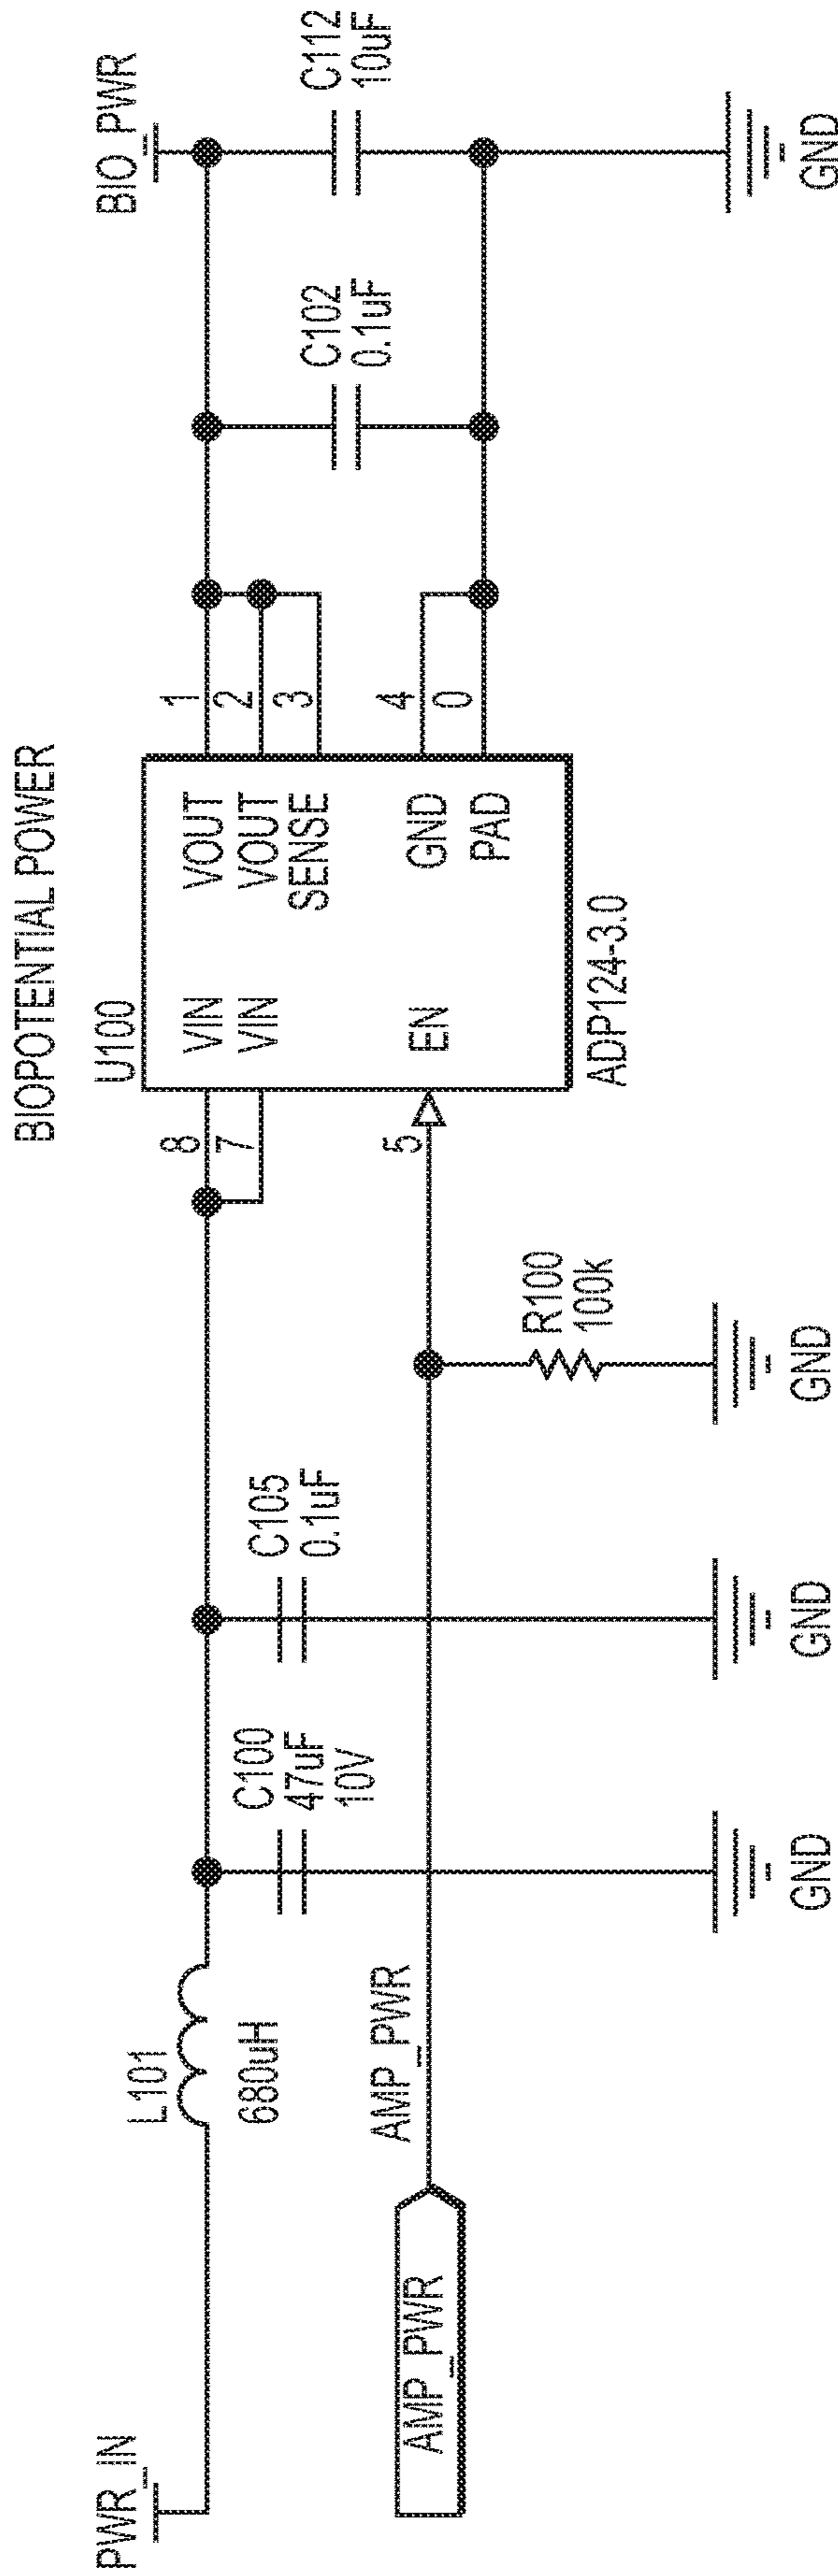 BIOPOTENTIAL POWER
PWR_IN
L101
680uH
C100
47uF
10V
C105
0.1uF
AMP_PWR
AMP_PWR
R100
100k
GND
GND
GND
U100
8
7
5
VIN
VIN
EN
VOUT
VOUT
SENSE
GND
PAD
1
2
3
4
0
ADP124-3.0
C102
0.1uF
BIO_PWR
C112
10uF
GND